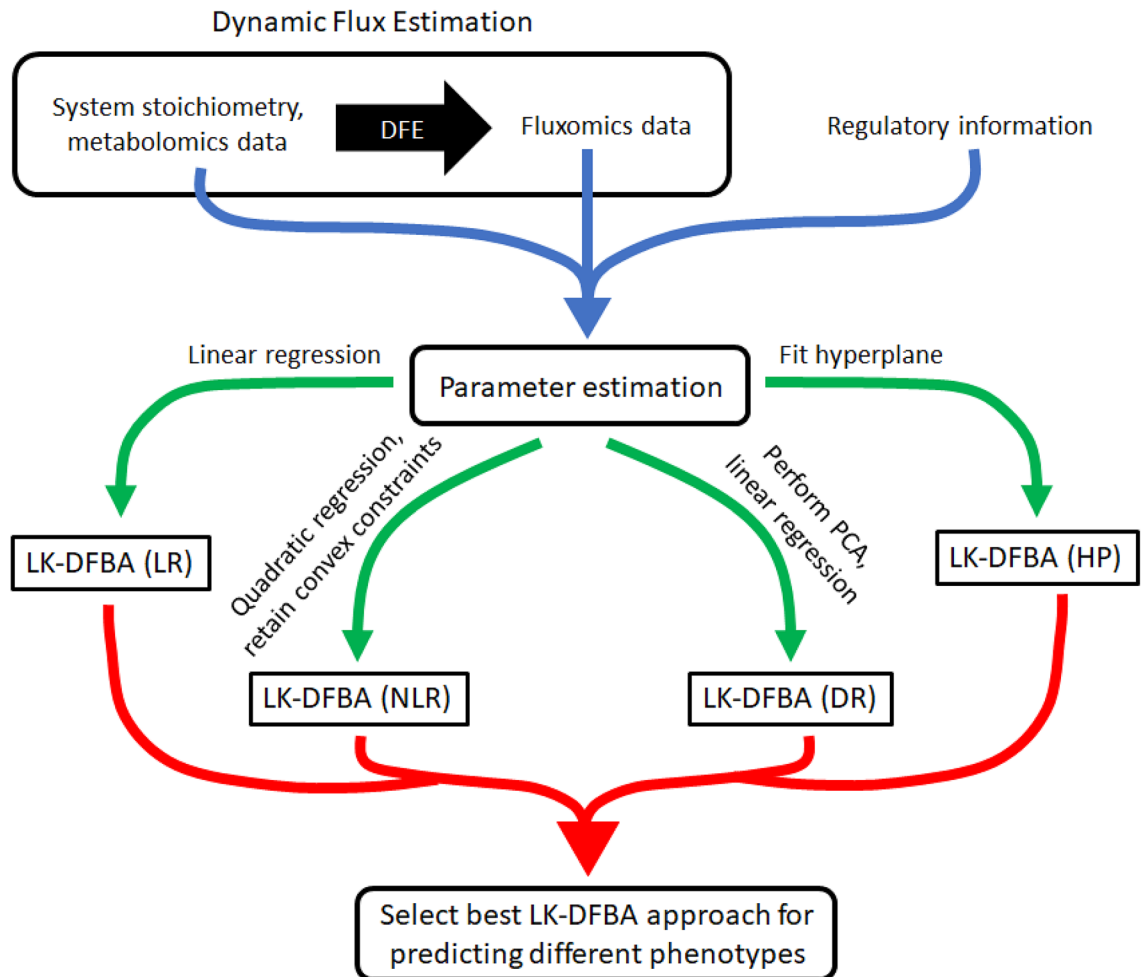 Dynamic Flux Estimation
System stoichiometry,
metabolomics data
DFE
Fluxomics data
Regulatory information
Linear regression
Parameter estimation
Fit hyperplane
Quadratic regression,
retain convex constraints
Perform PCA,
linear regression
LK-DFBA (LR)
LK-DFBA (HP)
LK-DFBA (NLR)
LK-DFBA (DR)
Select best LK-DFBA approach for
predicting different phenotypes